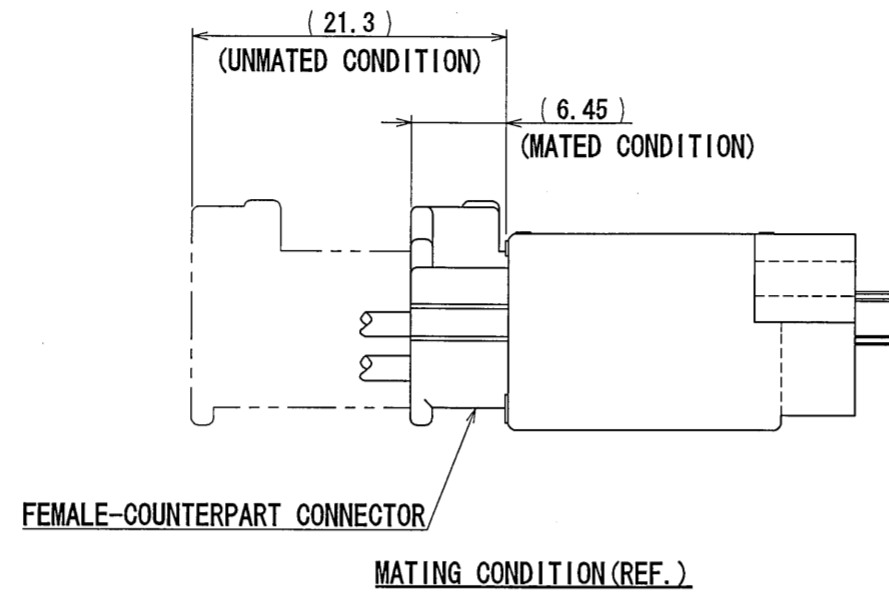 (21.3)
(UNMATED CONDITION)
(6.45)
(MATED CONDITION)
FEMALE-COUNTERPART CONNECTOR
MATING CONDITION(REF.)